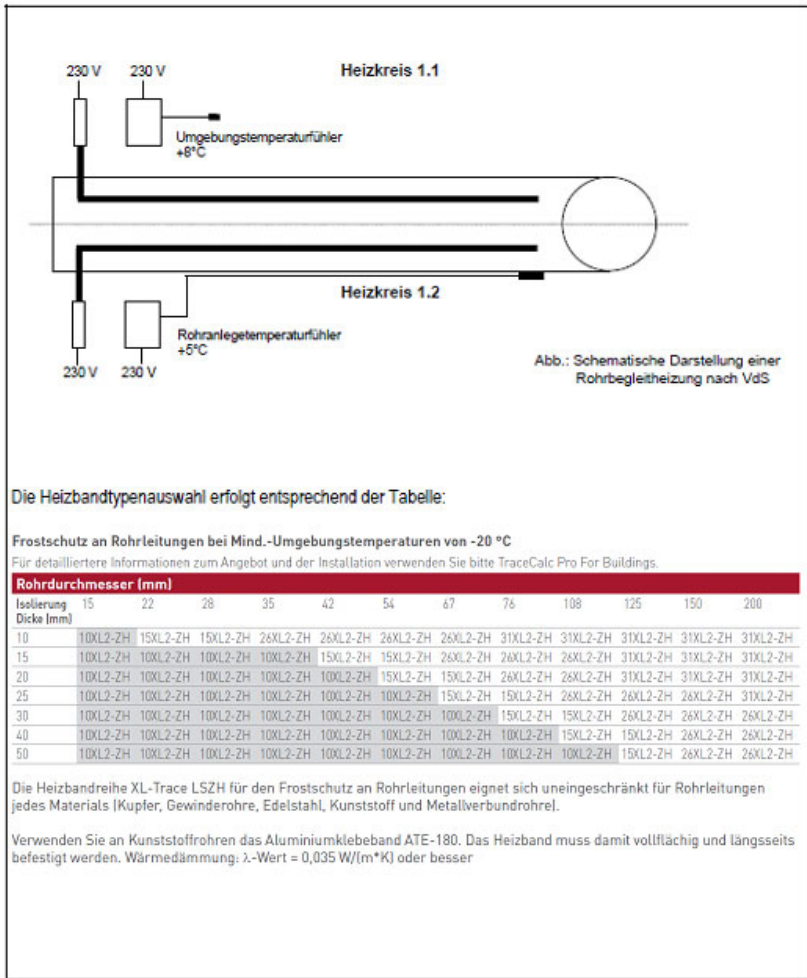 230 V 230 V Heizkreis 1.1
Umgebungstemperaturfühler
+8°C
Heizkreis 1.2
Rohranlegetemperaturfühler
+5°C
230 V 230 V
Abb.: Schematische Darstellung einer
Rohrbegleitheizung nach VdS
Die Heizbandtypenauswahl erfolgt entsprechend der Tabelle:
Frostschutz an Rohrleitungen bei Mind.-Umgebungstemperaturen von -20 °C
Für detailliertere Informationen zum Angebot und der Installation verwenden Sie bitte TraceCalc Pro For Buildings.
Rohrdurchmesser (mm)
Isolierung 15 22 28 35 42 54 67 76 108 125 150 200
Dicke (mm)
10 10XL2-ZH 15XL2-ZH 15XL2-ZH 26XL2-ZH 26XL2-ZH 26XL2-ZH 26XL2-ZH 31XL2-ZH 31XL2-ZH 31XL2-ZH 31XL2-ZH 31XL2-ZH
15 10XL2-ZH 10XL2-ZH 10XL2-ZH 10XL2-ZH 15XL2-ZH 15XL2-ZH 26XL2-ZH 26XL2-ZH 26XL2-ZH 31XL2-ZH 31XL2-ZH 31XL2-ZH
20 10XL2-ZH 10XL2-ZH 10XL2-ZH 10XL2-ZH 10XL2-ZH 15XL2-ZH 15XL2-ZH 26XL2-ZH 26XL2-ZH 31XL2-ZH 31XL2-ZH 31XL2-ZH
25 10XL2-ZH 10XL2-ZH 10XL2-ZH 10XL2-ZH 10XL2-ZH 10XL2-ZH 15XL2-ZH 15XL2-ZH 26XL2-ZH 26XL2-ZH 26XL2-ZH 31XL2-ZH
30 10XL2-ZH 10XL2-ZH 10XL2-ZH 10XL2-ZH 10XL2-ZH 10XL2-ZH 10XL2-ZH 15XL2-ZH 15XL2-ZH 26XL2-ZH 26XL2-ZH 26XL2-ZH
40 10XL2-ZH 10XL2-ZH 10XL2-ZH 10XL2-ZH 10XL2-ZH 10XL2-ZH 10XL2-ZH 10XL2-ZH 15XL2-ZH 15XL2-ZH 26XL2-ZH 26XL2-ZH
50 10XL2-ZH 10XL2-ZH 10XL2-ZH 10XL2-ZH 10XL2-ZH 10XL2-ZH 10XL2-ZH 10XL2-ZH 10XL2-ZH 15XL2-ZH 26XL2-ZH 26XL2-ZH
Die Heizbandreihe XL-Trace LSZH für den Frostschutz an Rohrleitungen eignet sich uneingeschränkt für Rohrleitungen
jedes Materials (Kupfer, Gewinderohre, Edelstahl, Kunststoff und Metallverbundrohre).
Verwenden Sie an Kunststoffrohren das Aluminiumklebeband ATE-180. Das Heizband muss damit vollflächig und längsseits
befestigt werden. Wärmedämmung: λ-Wert = 0,035 W/(m*K) oder besser